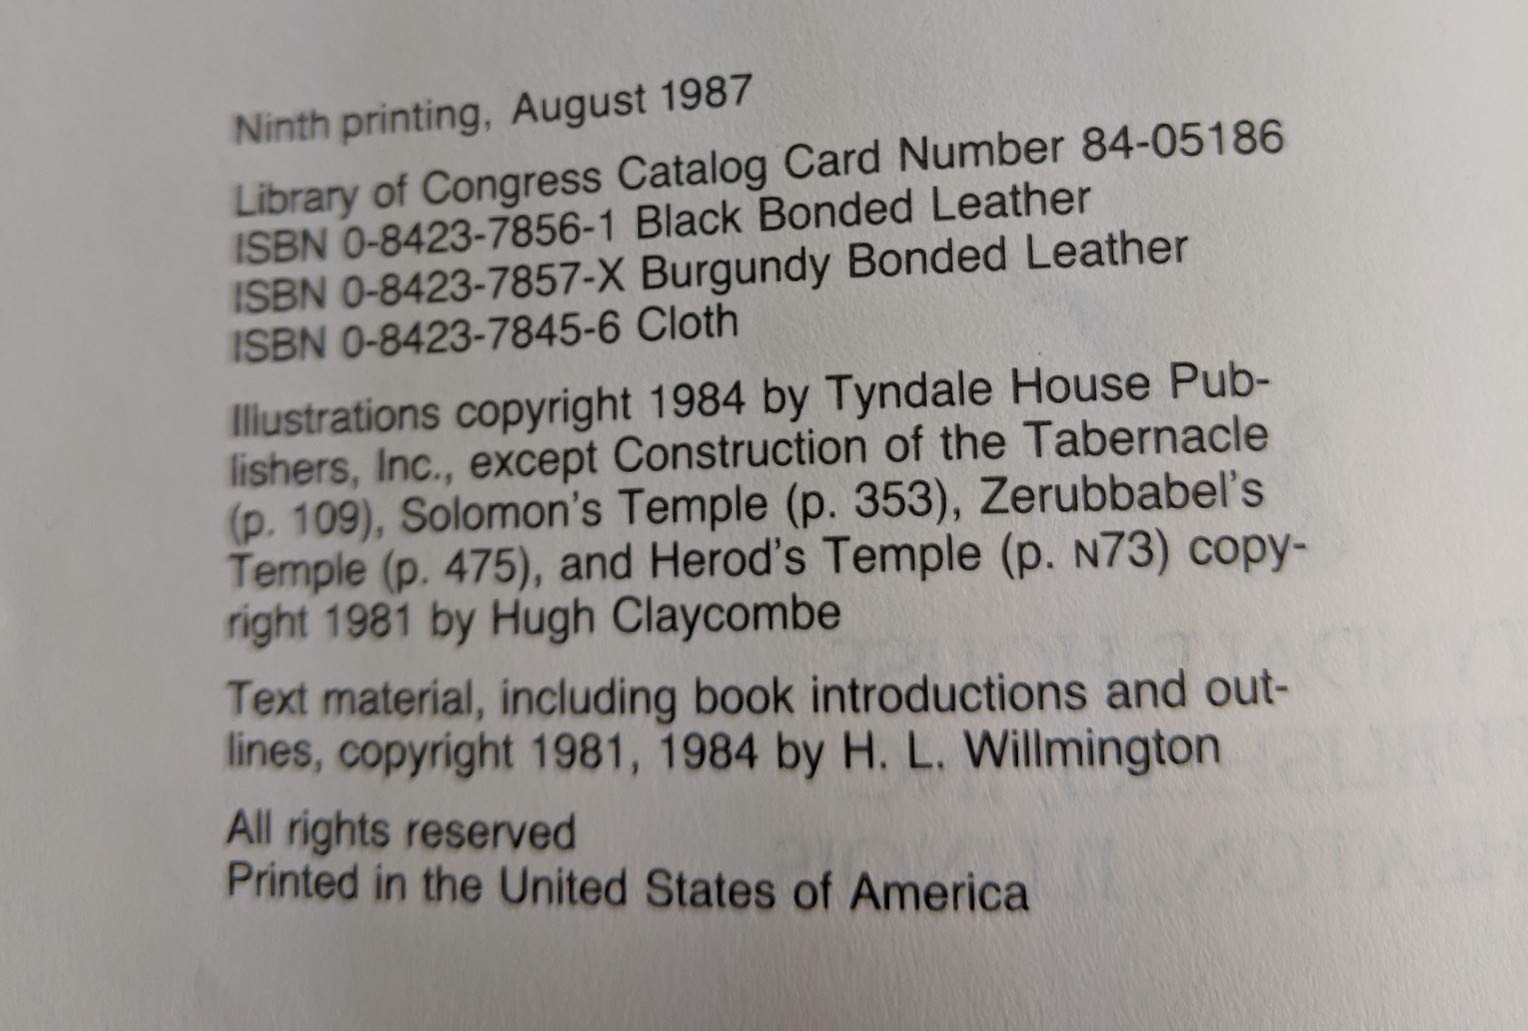 Ninth printing, August 1987
Library of Congress Catalog Card Number 84-05186
ISBN 0-8423-7856-1 Black Bonded Leather
ISBN 0-8423-7857-X Burgundy Bonded Leather
ISBN 0-8423-7845-6 Cloth
Illustrations copyright 1984 by Tyndale House Pub-
lishers, Inc., except Construction of the Tabernacle
(p. 109), Solomon's Temple (p. 353), Zerubbabel's
Temple (p. 475), and Herod's Temple (p. N73) copy-
right 1981 by Hugh Claycombe
Text material, including book introductions and out-
lines, copyright 1981, 1984 by H. L. Willmington
All rights reserved
Printed in the United States of America